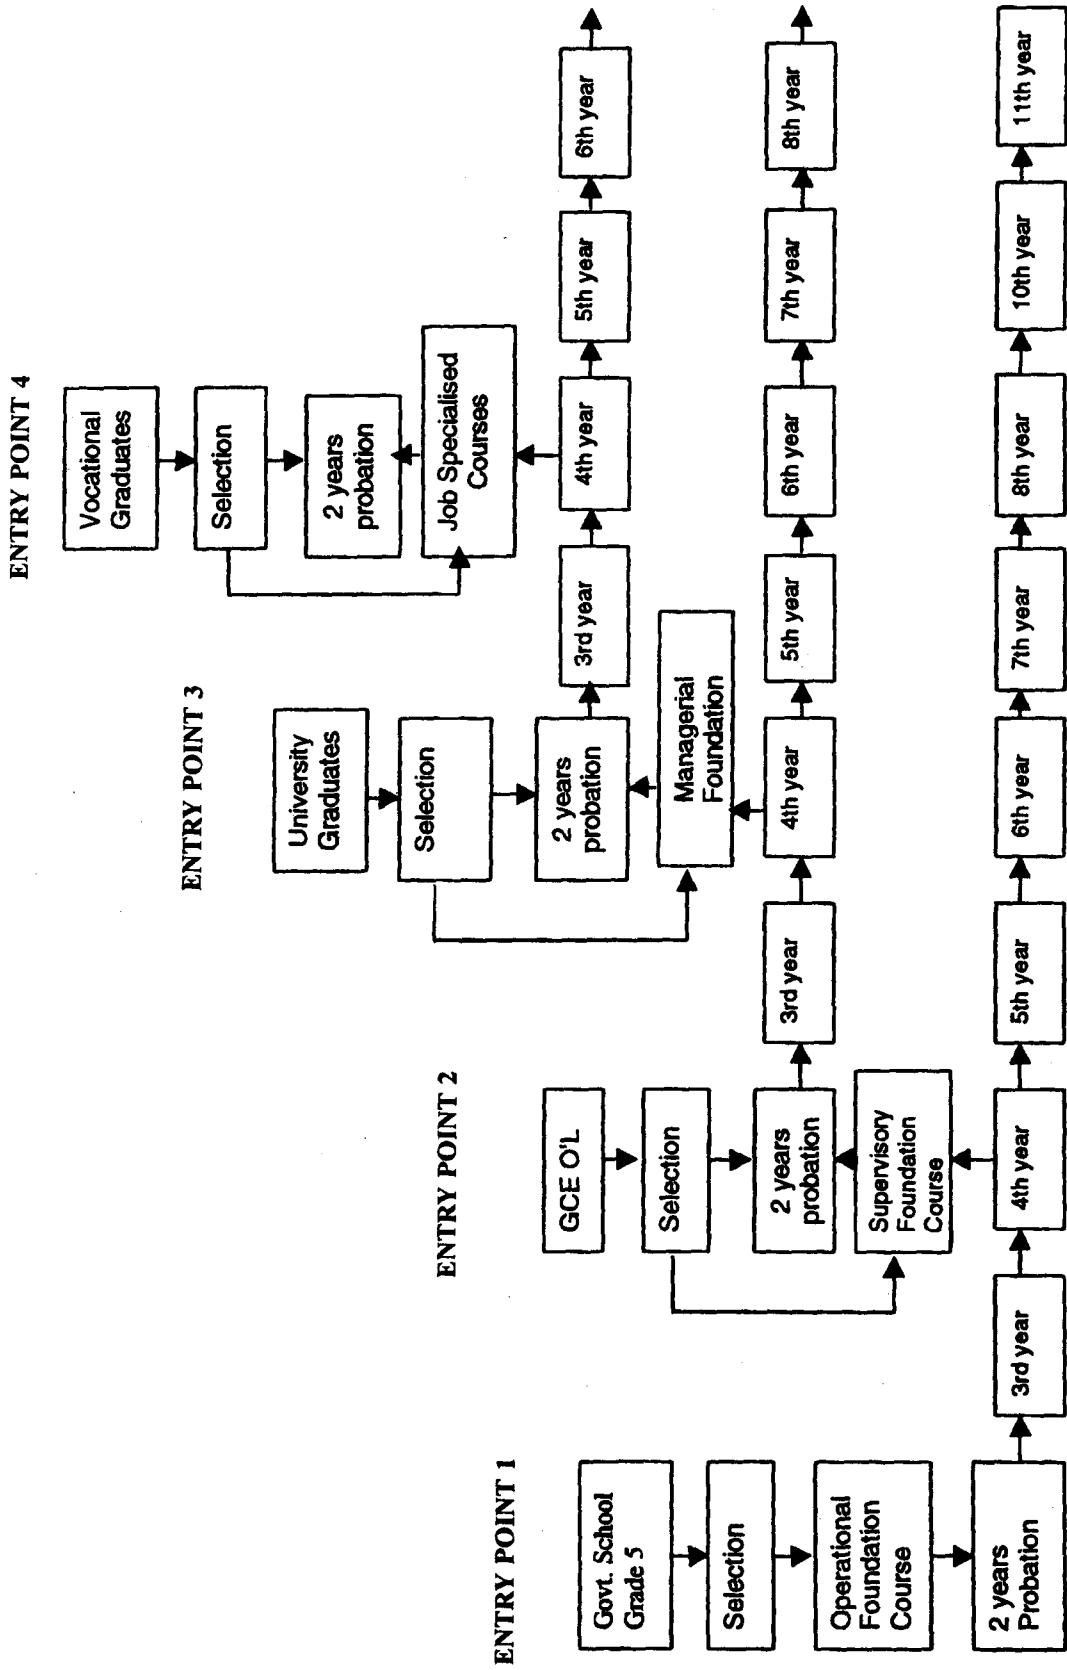 ENTRY POINT 1
Govt. School
Grade 5
Selection
Operational
Foundation
Course
2 years
Probation
3rd year
4th year
5th year
6th year
7th year
8th year
10th year
11th year
ENTRY POINT 2
GCE O'L
Selection
2 years
probation
Supervisory
Foundation
Course
3rd year
4th year
5th year
6th year
7th year
8th year
ENTRY POINT 3
University
Graduates
Selection
2 years
probation
Managerial
Foundation
3rd year
4th year
5th year
6th year
ENTRY POINT 4
Vocational
Graduates
Selection
2 years
probation
Job Specialised
Courses